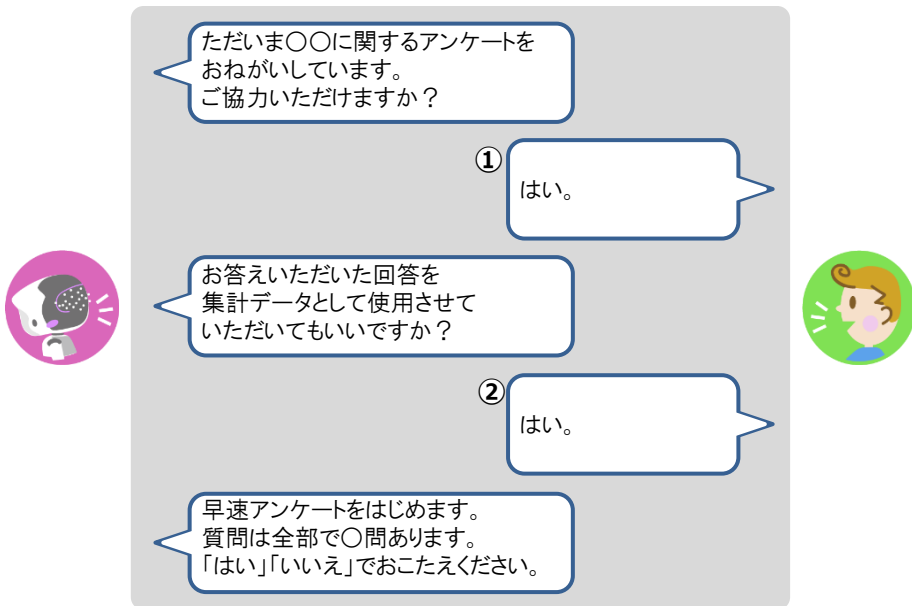 ただいま〇〇に関するアンケートを
おねがいしています。
ご協力いただけますか？
①
はい。
お答えいただいた回答を
集計データとして使用させて
いただいてもいいですか？
②
はい。
早速アンケートをはじめます。
質問は全部で〇問あります。
「はい」「いいえ」でおこたえください。